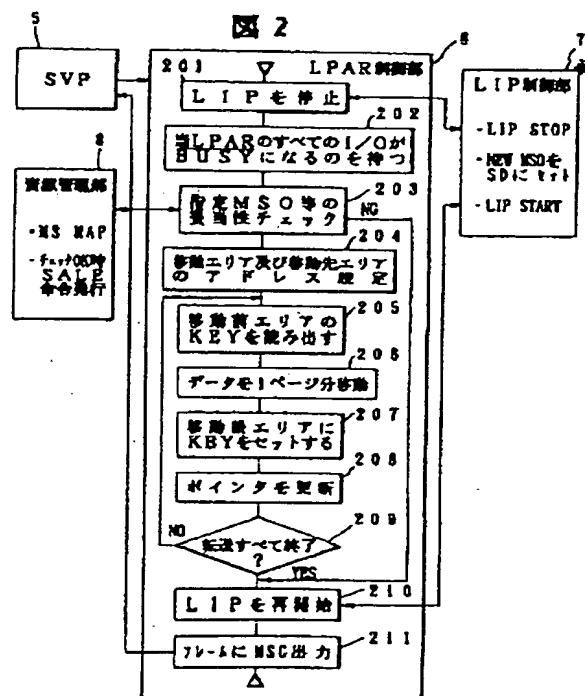 図 2
5
SVP
201
LPAR制御部
6
LIPを停止
202
当LPARのすべてのI/Oが
BUSYになるのを待つ
203
指定MSO等の
妥当性チェック
NG
204
移動エリア及び移動先エリア
のアドレス設定
205
移動前エリアの
KEYを読み出す
206
データを1ページ分移動
207
移動後エリアに
KEYをセットする
208
ポインタを更新
209
NO
転送すべて終了
?
YES
210
LIPを再開始
211
フレームにMSG出力
7
LIP制御部
-LIP STOP
-NEW MSOを
SDにセット
-LIP START
資源管理部
・MS MAP
・チェックOK時
SALE
命令発行